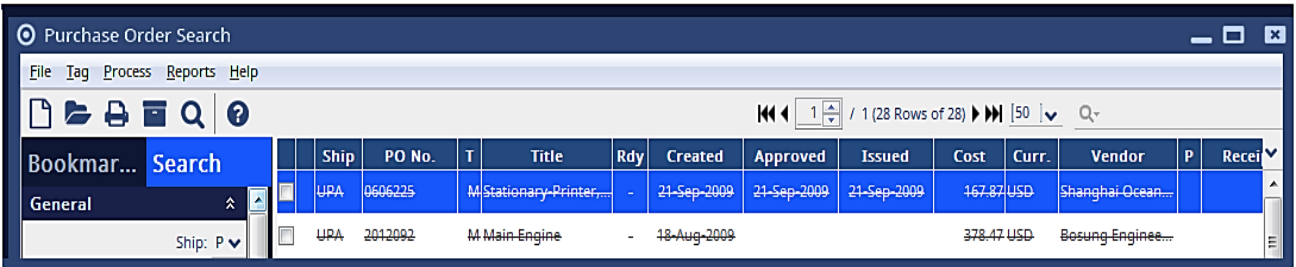 Purchase Order Search
File Tag Process Reports Help
1 / 1 (28 Rows of 28) 50
Bookmar... Search
Ship PO No. T Title Rdy Created Approved Issued Cost Curr. Vendor P Recei
General
UPA 0606225 M Stationary-Printer,... - 21-Sep-2009 21-Sep-2009 21-Sep-2009 167.87 USD Shanghai Ocean...
Ship: P
UPA 2012092 M Main Engine - 18-Aug-2009 378.47 USD Bosung Enginee...